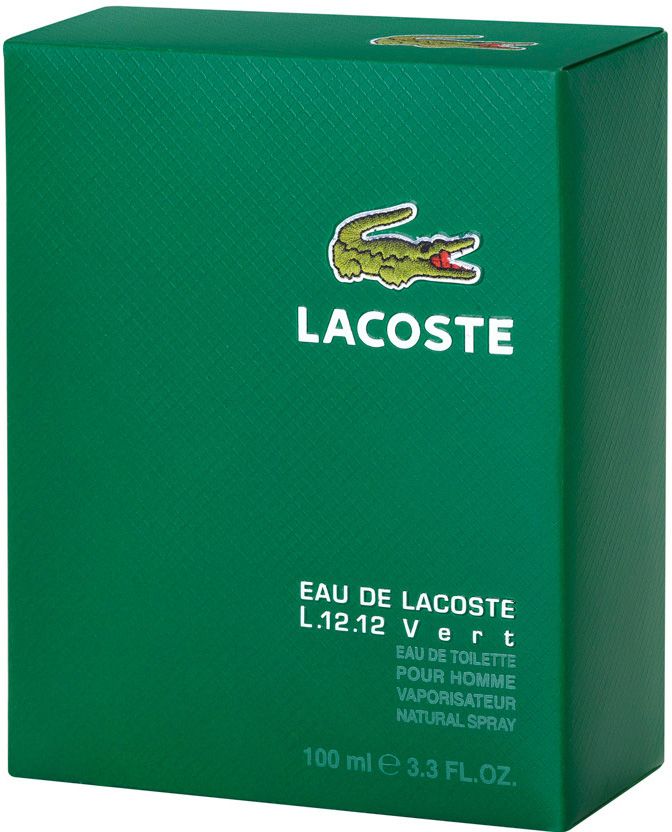 LACOSTE
EAU DE LACOSTE
L.12.12 Vert
EAU DE TOILETTE
POUR HOMME
VAPORISATEUR
NATURAL SPRAY
100 ml ℮ 3.3 FL.OZ.